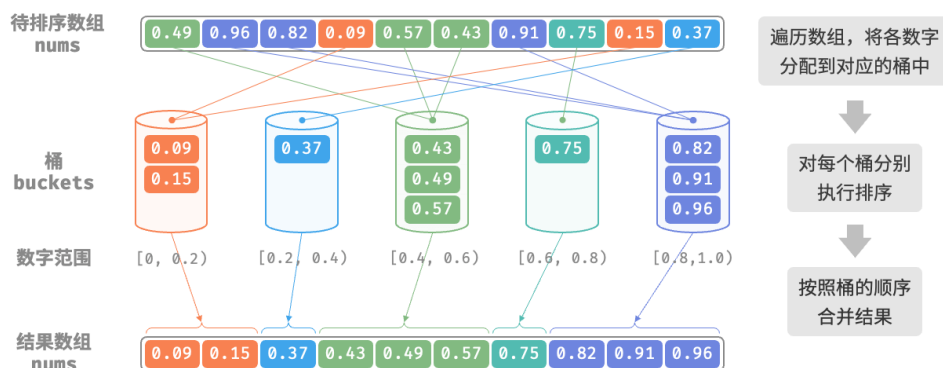 待排序数组
nums
0.49 0.96 0.82 0.09 0.57 0.43 0.91 0.75 0.15 0.37
遍历数组，将各数字
分配到对应的桶中
桶
buckets
0.09 0.37 0.43 0.75 0.82
0.15 0.49 0.91
0.57 0.96
对每个桶分别
执行排序
数字范围
[0, 0.2) [0.2, 0.4) [0.4, 0.6) [0.6, 0.8) [0.8,1.0)
按照桶的顺序
合并结果
结果数组
nums
0.09 0.15 0.37 0.43 0.49 0.57 0.75 0.82 0.91 0.96